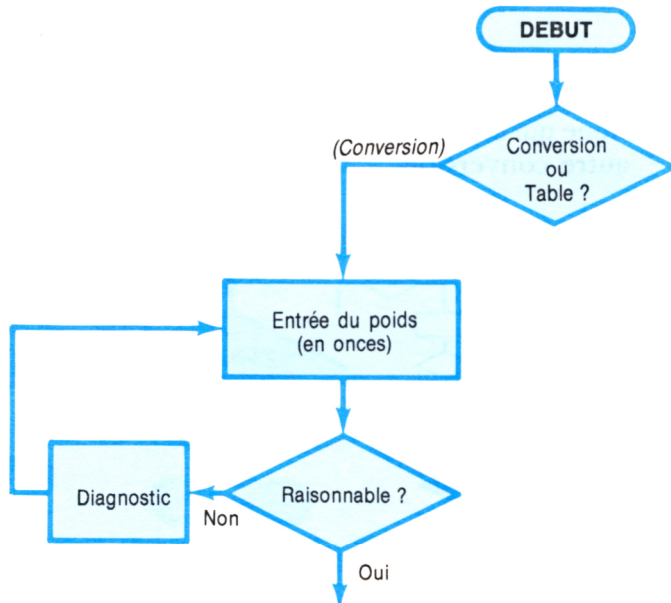 DEBUT
(Conversion)
Conversion
ou
Table ?
Entrée du poids
(en onces)
Diagnostic
Non
Raisonnable ?
Oui